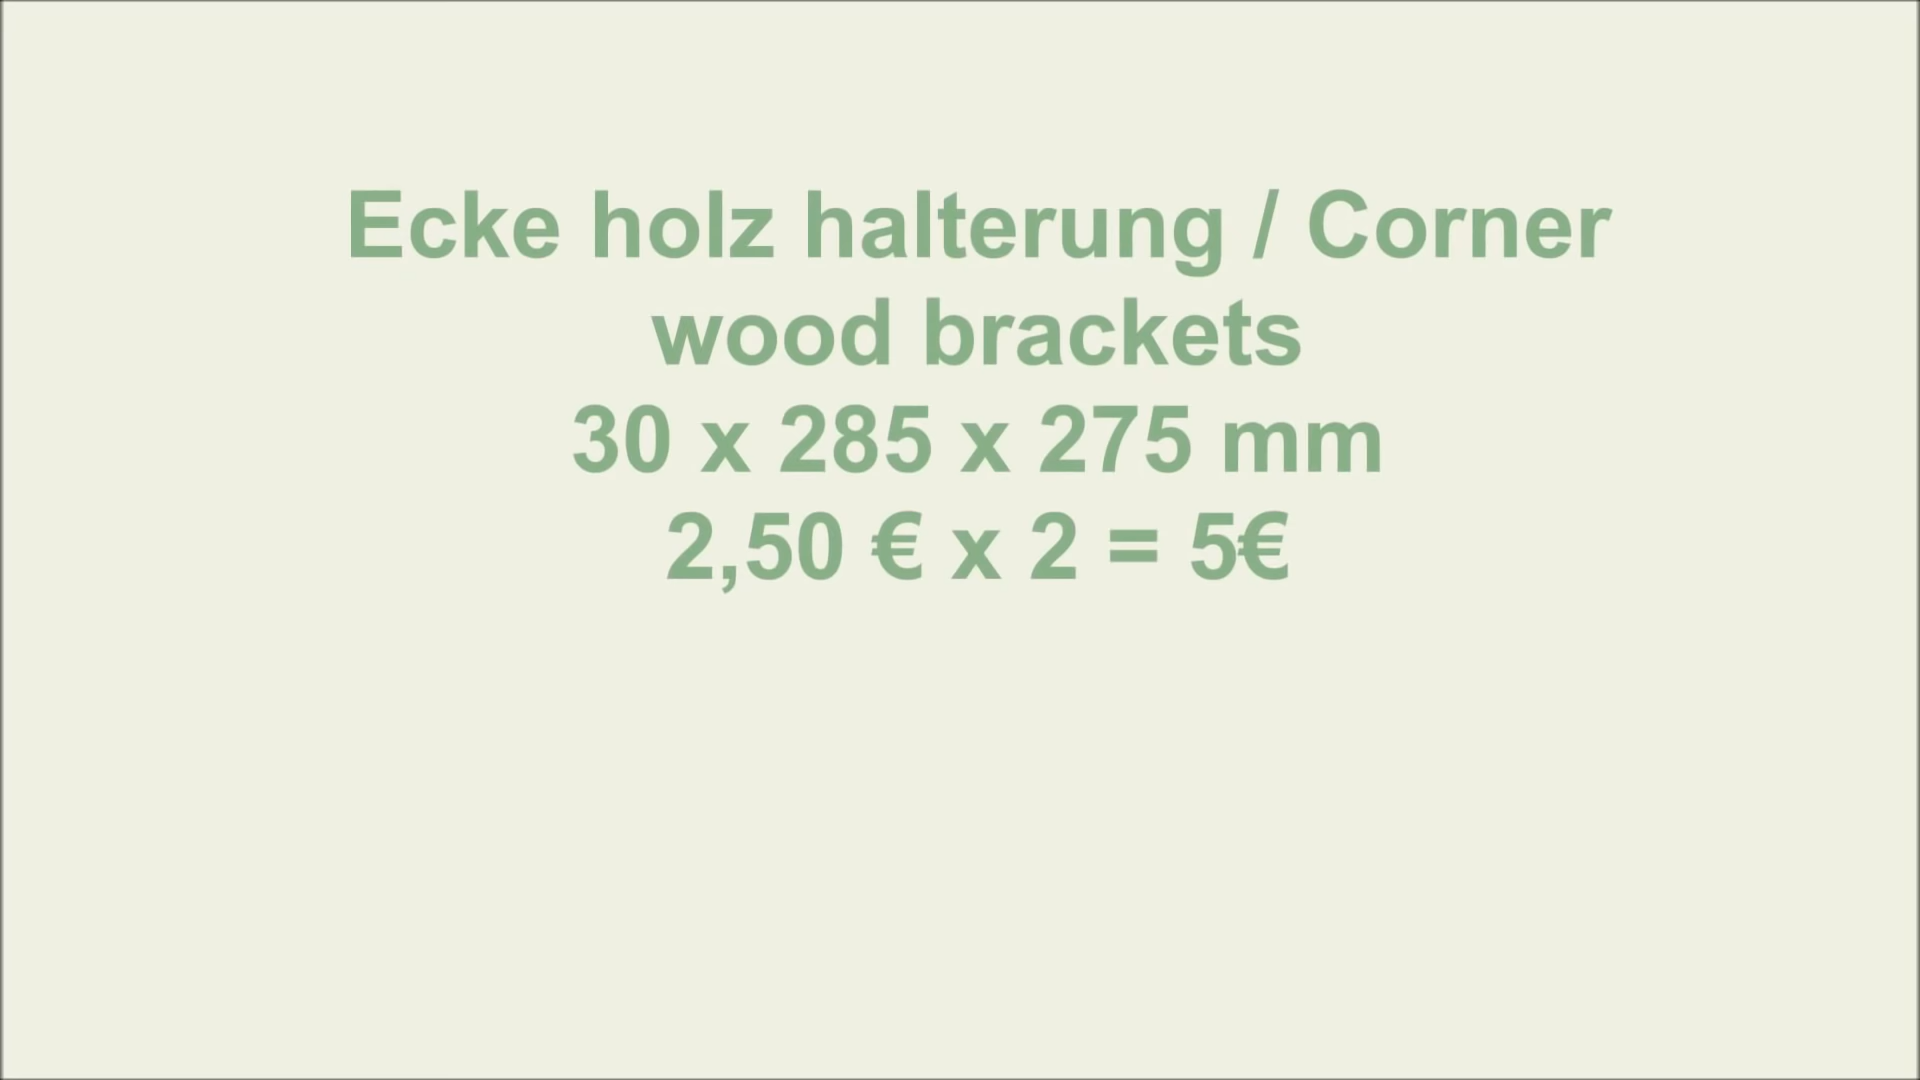 Ecke holz halterung / Corner
wood brackets
30 x 285 x 275 mm
2,50 € x 2 = 5€